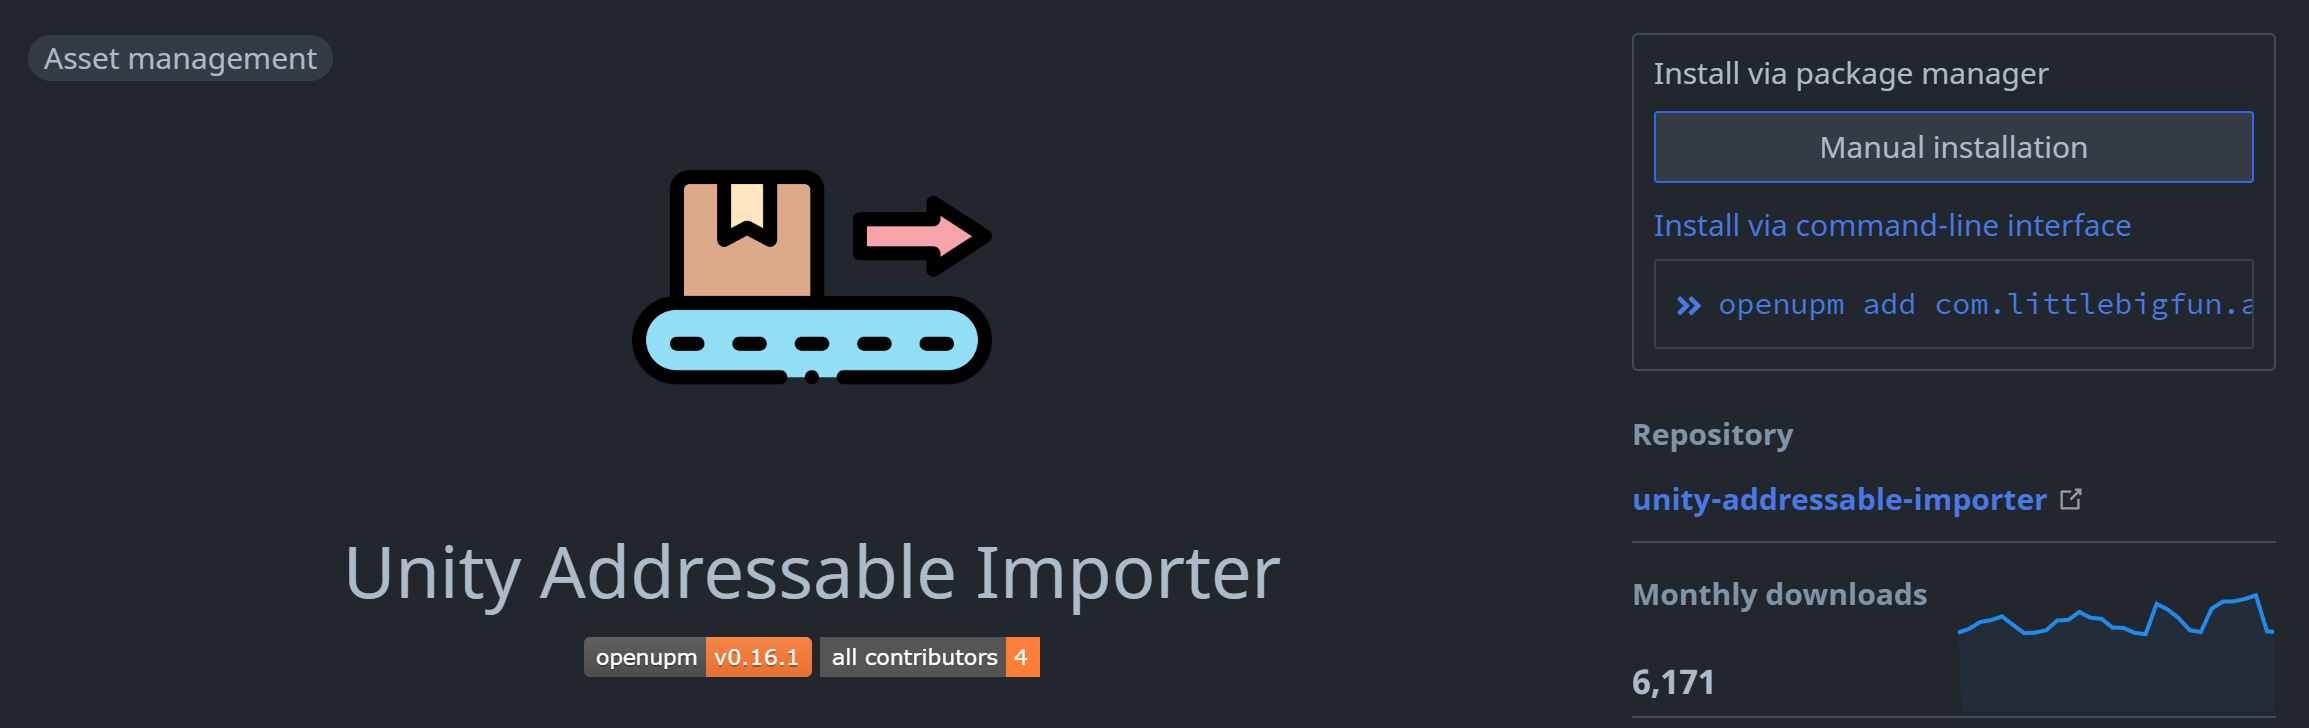 Asset management
Unity Addressable Importer
openupm v0.16.1
all contributors 4
Install via package manager
Manual installation
Install via command-line interface
openupm add com.littlebigfun.a
Repository
unity-addressable-importer
Monthly downloads
6,171